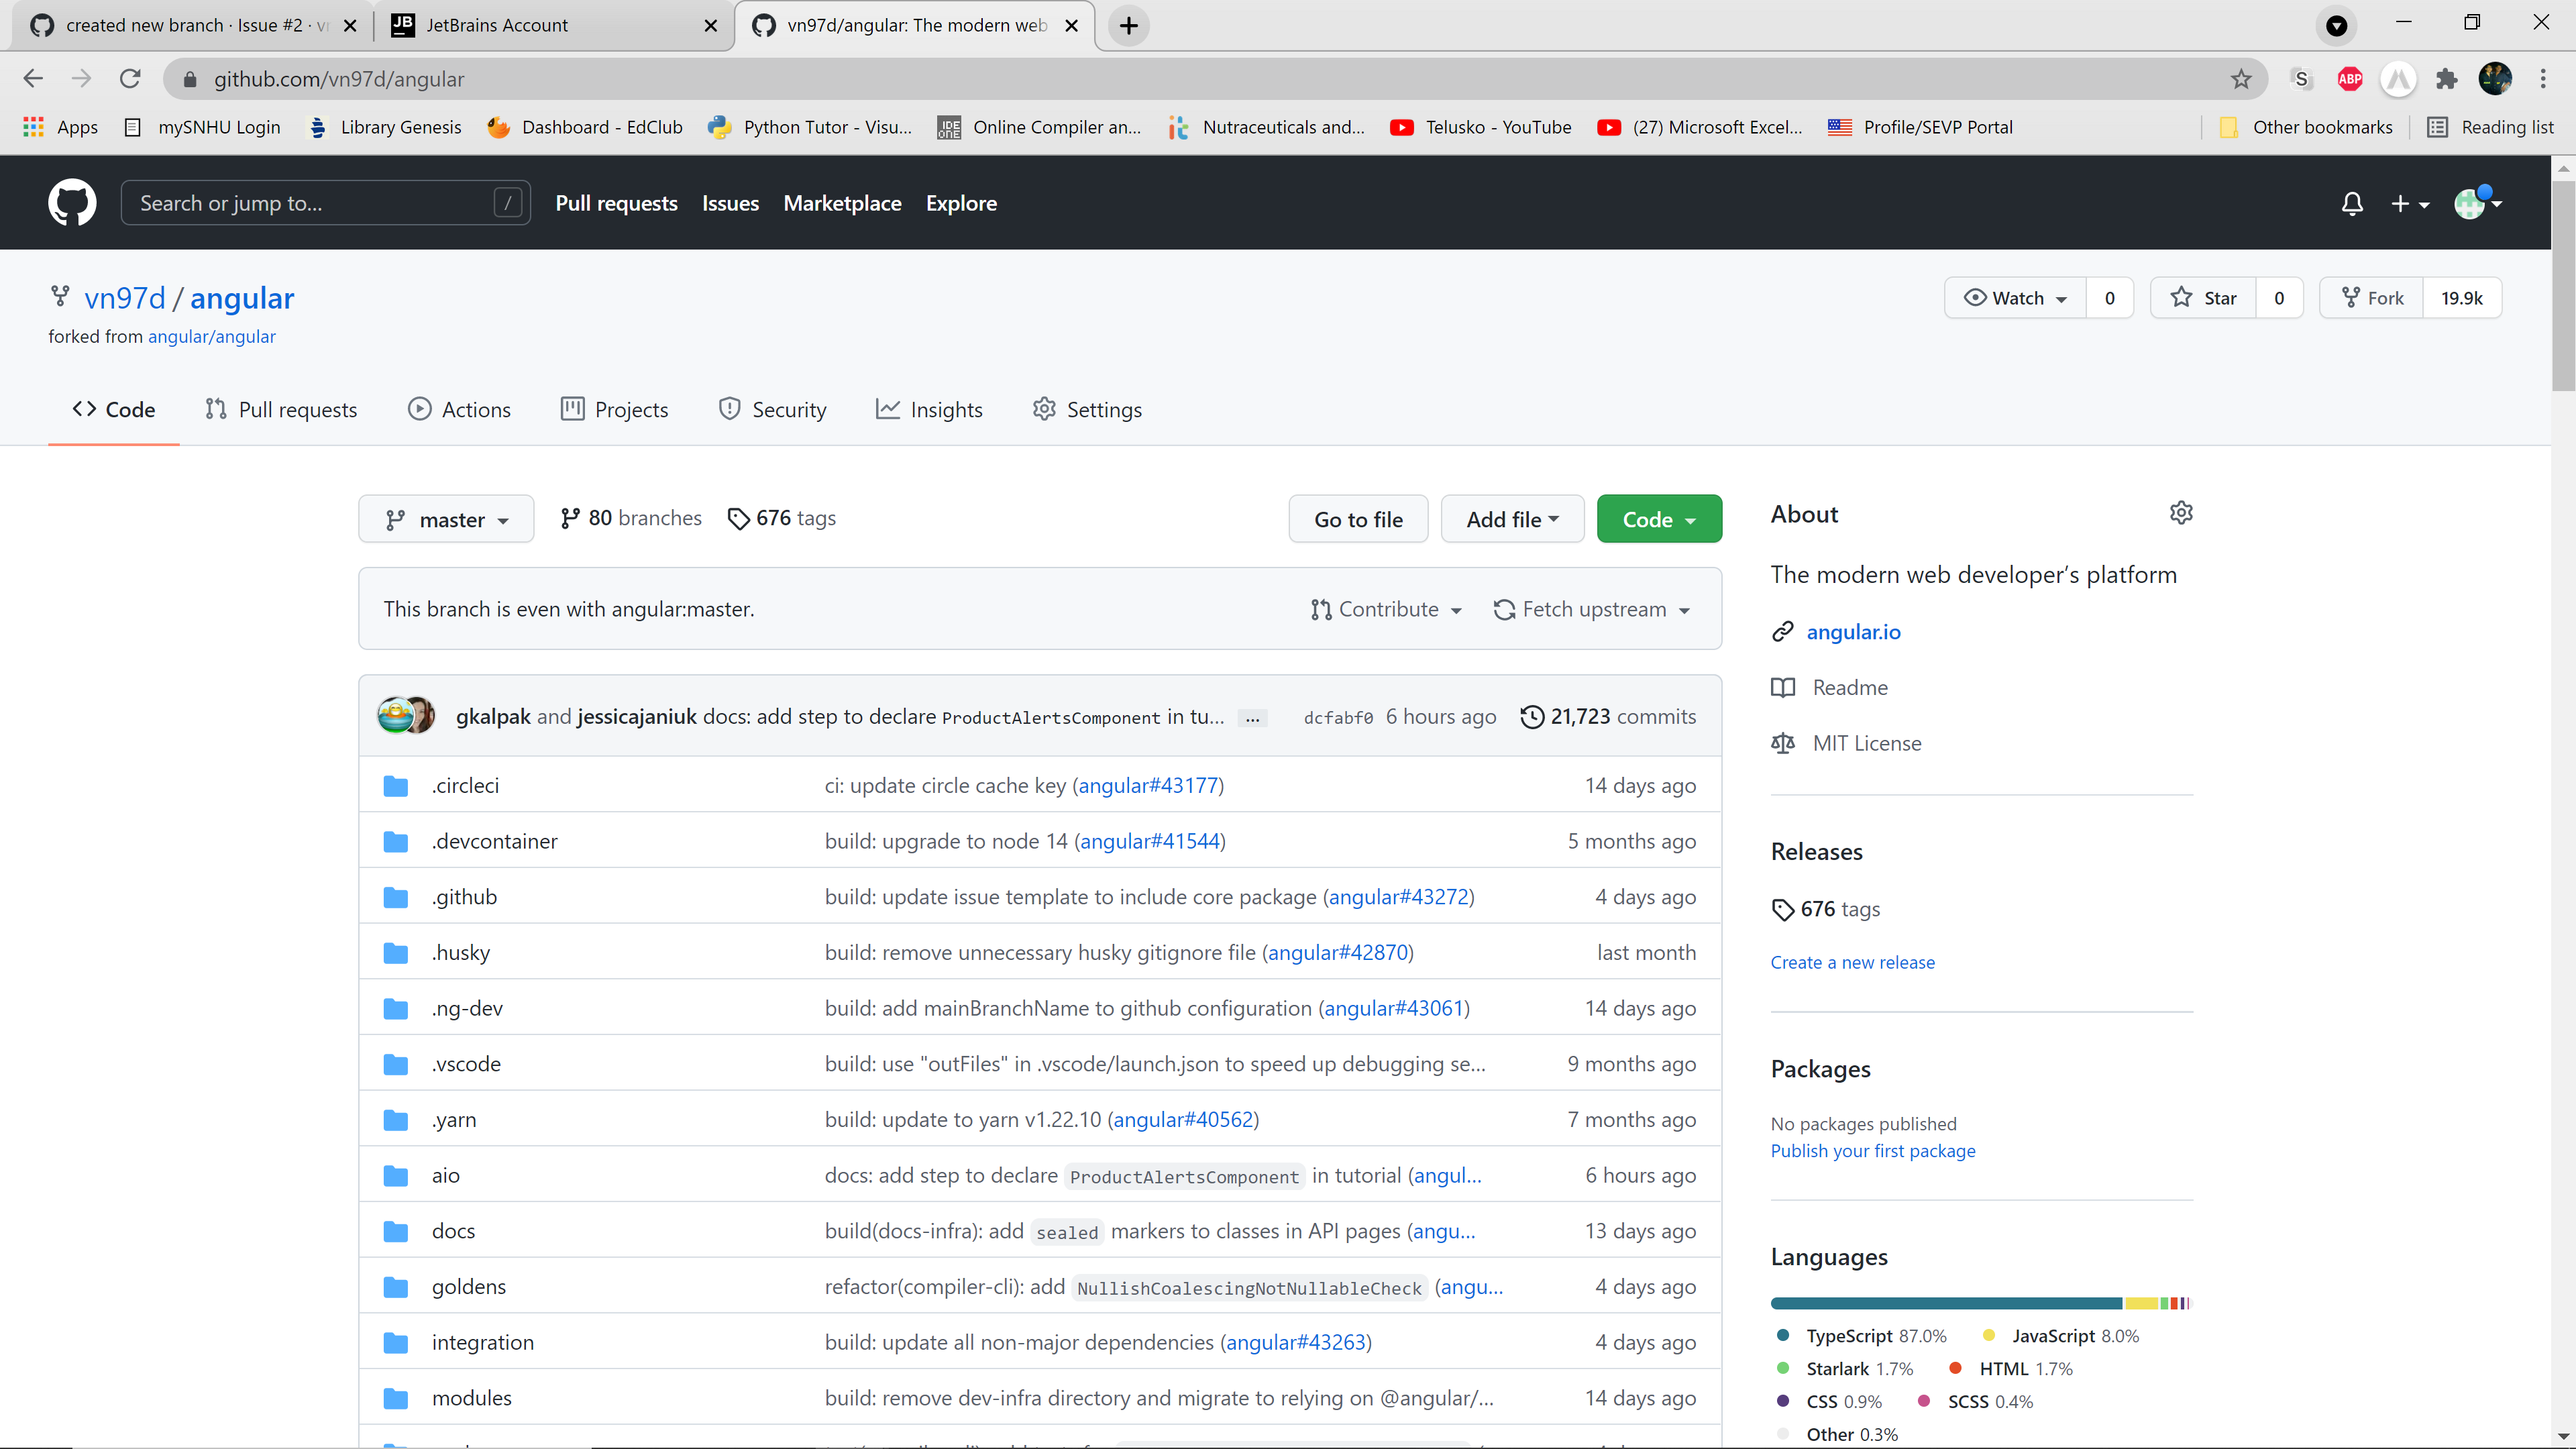 created new branch · Issue #2 · vr
JetBrains Account
vn97d/angular: The modern web
github.com/vn97d/angular
Apps
mySNHU Login
Library Genesis
Dashboard - EdClub
Python Tutor - Visu...
Online Compiler an...
Nutraceuticals and...
Telusko - YouTube
(27) Microsoft Excel...
Profile/SEVP Portal
Other bookmarks
Reading list
Search or jump to...
/
Pull requests
Issues
Marketplace
Explore
vn97d / angular
forked from angular/angular
Watch 0
Star 0
Fork 19.9k
Code
Pull requests
Actions
Projects
Security
Insights
Settings
master
80 branches
676 tags
Go to file
Add file
Code
This branch is even with angular:master.
Contribute
Fetch upstream
gkalpak and jessicajaniuk docs: add step to declare ProductAlertsComponent in tu... ... dcfabf0 6 hours ago 21,723 commits
.circleci ci: update circle cache key (angular#43177) 14 days ago
.devcontainer build: upgrade to node 14 (angular#41544) 5 months ago
.github build: update issue template to include core package (angular#43272) 4 days ago
.husky build: remove unnecessary husky gitignore file (angular#42870) last month
.ng-dev build: add mainBranchName to github configuration (angular#43061) 14 days ago
.vscode build: use "outFiles" in .vscode/launch.json to speed up debugging se... 9 months ago
.yarn build: update to yarn v1.22.10 (angular#40562) 7 months ago
aio docs: add step to declare ProductAlertsComponent in tutorial (angul... 6 hours ago
docs build(docs-infra): add sealed markers to classes in API pages (angu... 13 days ago
goldens refactor(compiler-cli): add NullishCoalescingNotNullableCheck (angu... 4 days ago
integration build: update all non-major dependencies (angular#43263) 4 days ago
modules build: remove dev-infra directory and migrate to relying on @angular/... 14 days ago
About
The modern web developer's platform
angular.io
Readme
MIT License
Releases
676 tags
Create a new release
Packages
No packages published
Publish your first package
Languages
TypeScript 87.0% JavaScript 8.0%
Starlark 1.7% HTML 1.7%
CSS 0.9% SCSS 0.4%
Other 0.3%